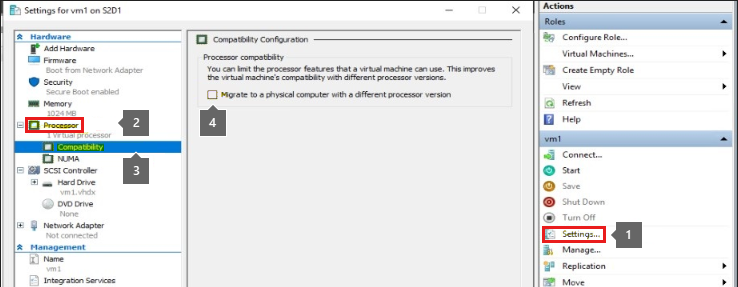 Settings for vm1 on S2D1
Hardware
Add Hardware
Firmware
Boot from Network Adapter
Security
Secure Boot enabled
Memory
1024 MB
Processor
1 Virtual processor
Compatibility
NUMA
SCSI Controller
Hard Drive
vm1.vhdx
DVD Drive
None
Network Adapter
Not connected
Management
Name
vm1
Integration Services
2
3
Compatibility Configuration
Processor compatibility
You can limit the processor features that a virtual machine can use. This improves
the virtual machine's compatibility with different processor versions.
Migrate to a physical computer with a different processor version
4
Actions
Roles
Configure Role...
Virtual Machines...
Create Empty Role
View
Refresh
Help
vm1
Connect...
Start
Save
Shut Down
Turn Off
Settings...
1
Manage...
Replication
Move